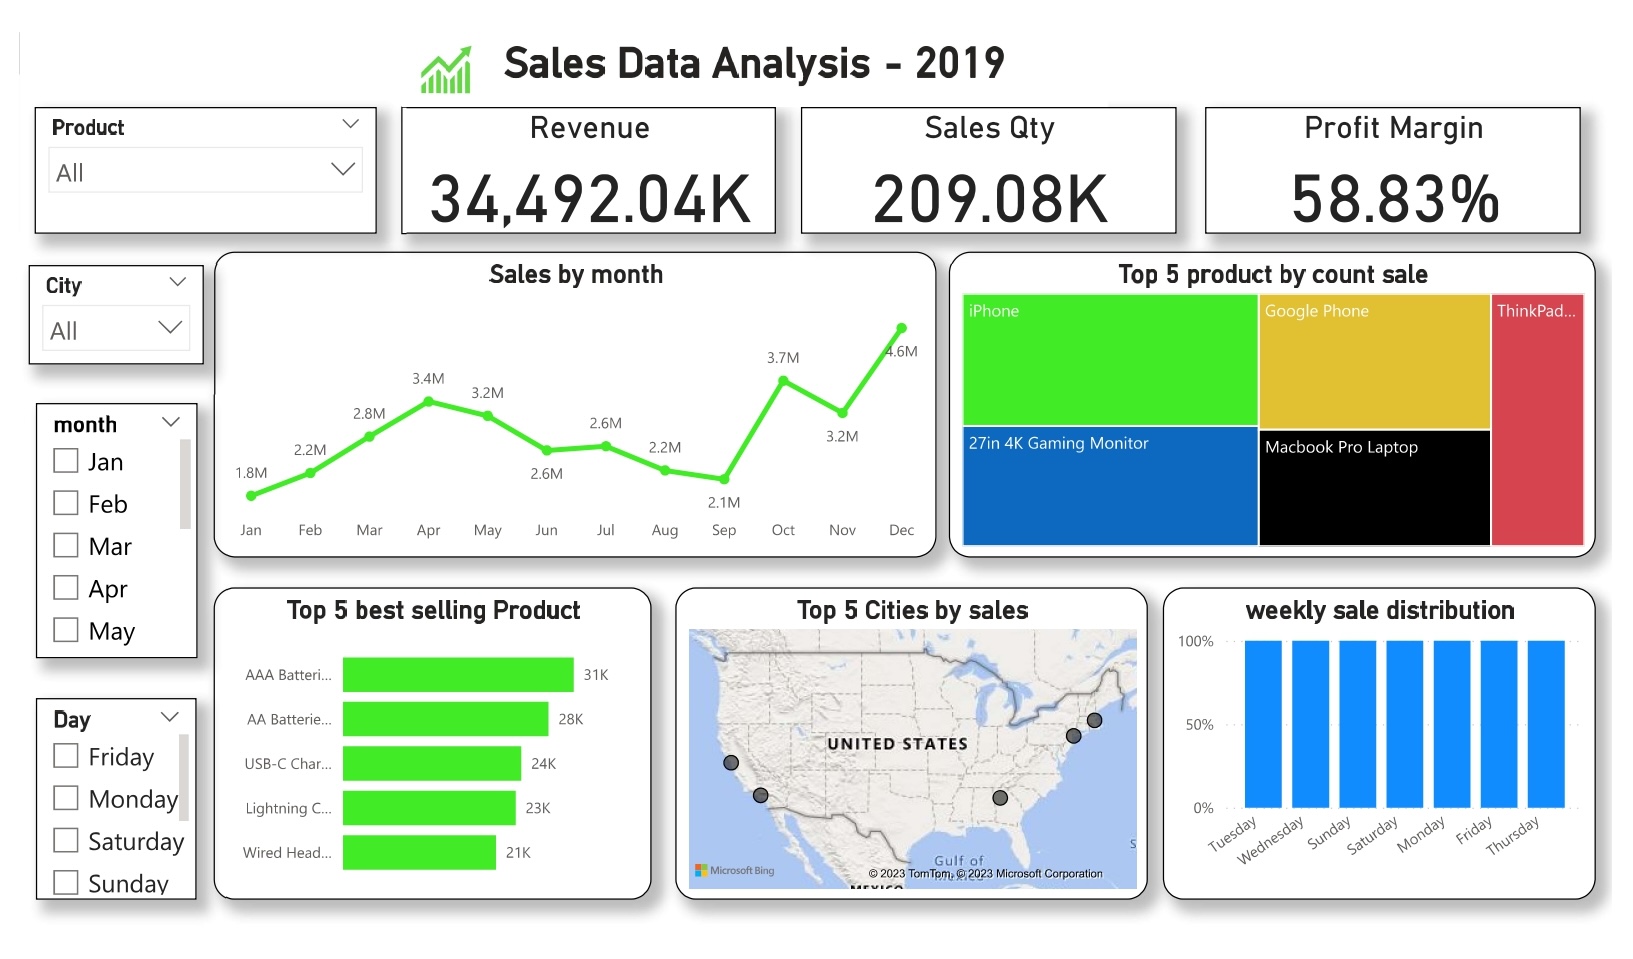 Sales Data Analysis - 2019
Product
All
Revenue
34,492.04K
Sales Qty
209.08K
Profit Margin
58.83%
City
All
month
Jan
Feb
Mar
Apr
May
Day
Friday
Monday
Saturday
Sunday
Sales by month
1.8M
2.2M
2.8M
3.4M
3.2M
2.6M
2.6M
2.2M
2.1M
3.7M
3.2M
4.6M
Jan Feb Mar Apr May Jun Jul Aug Sep Oct Nov Dec
Top 5 product by count sale
iPhone
Google Phone
ThinkPad...
27in 4K Gaming Monitor
Macbook Pro Laptop
Top 5 best selling Product
AAA Batteri... 31K
AA Batterie... 28K
USB-C Char... 24K
Lightning C... 23K
Wired Head... 21K
Top 5 Cities by sales
UNITED STATES
Gulf of
MEXICO
S
Microsoft Bing
© 2023 TomTom, © 2023 Microsoft Corporation
weekly sale distribution
100%
50%
0%
Tuesday
Wednesday
Sunday
Saturday
Monday
Friday
Thursday